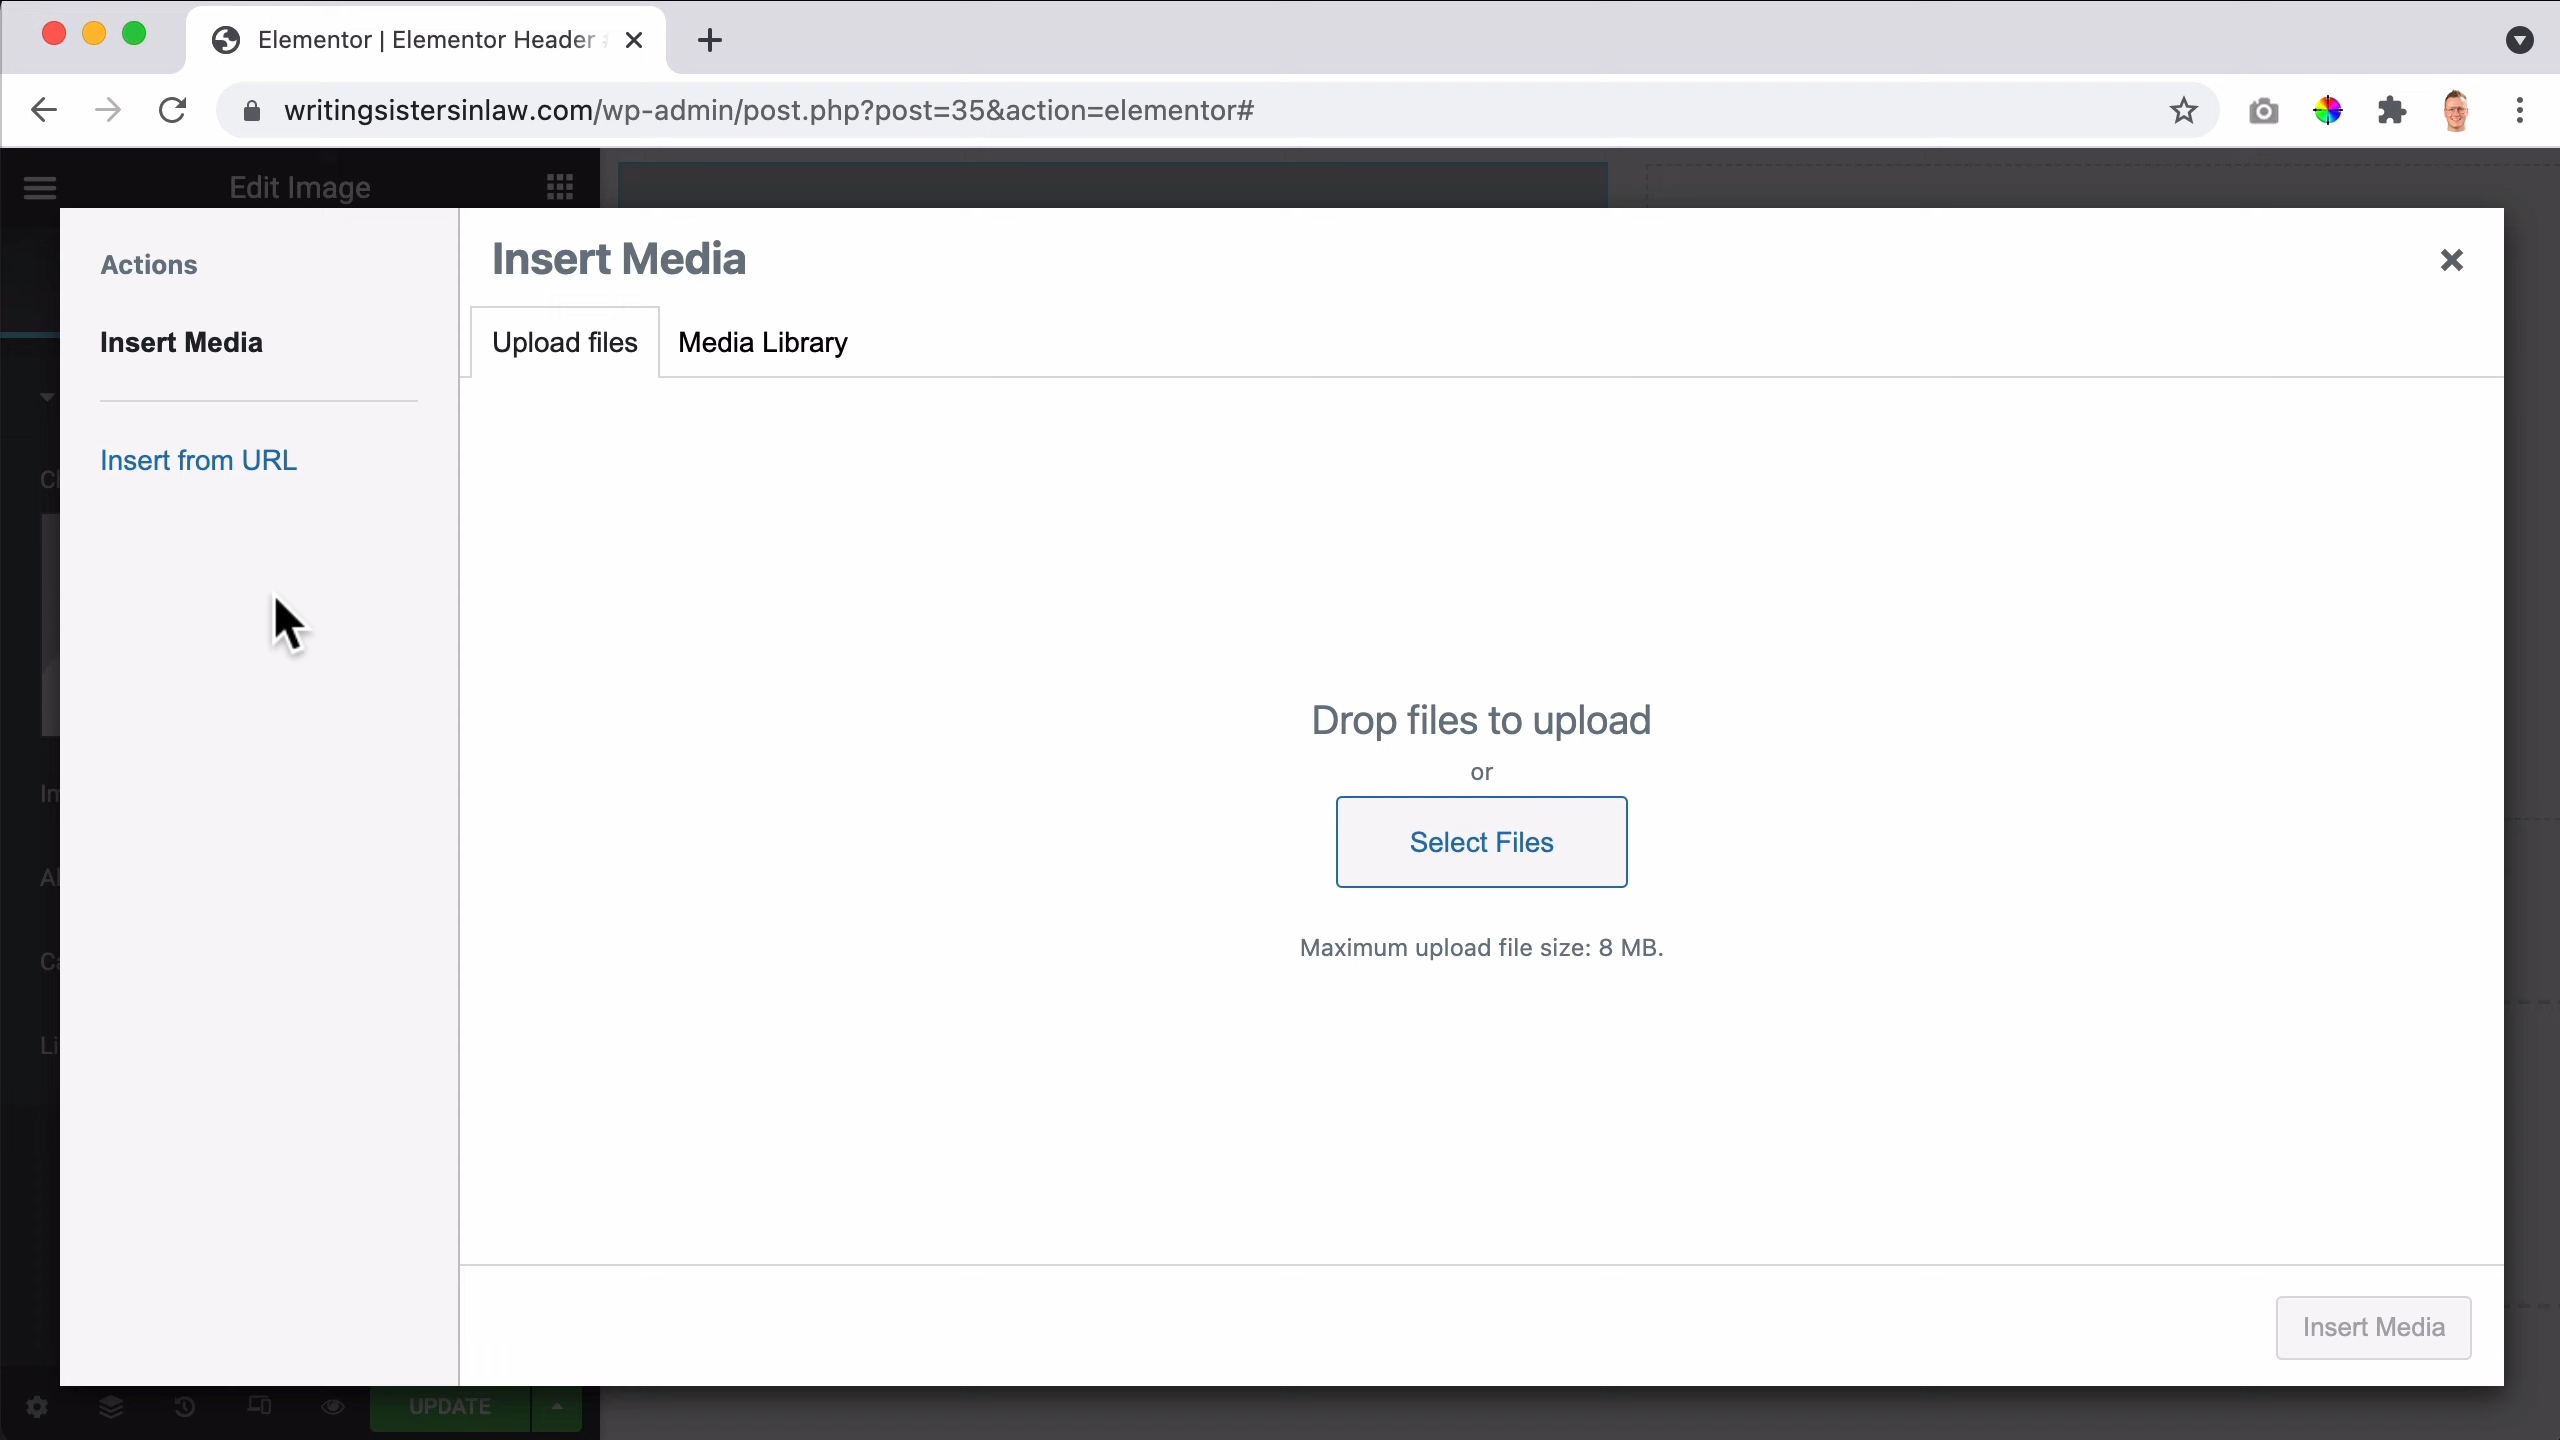 Elementor | Elementor Header
writingsistersinlaw.com/wp-admin/post.php?post=35&action=elementor#
Edit Image
Actions
Insert Media
Insert from URL
Insert Media
Upload files
Media Library
Drop files to upload
or
Select Files
Maximum upload file size: 8 MB.
Insert Media
UPDATE